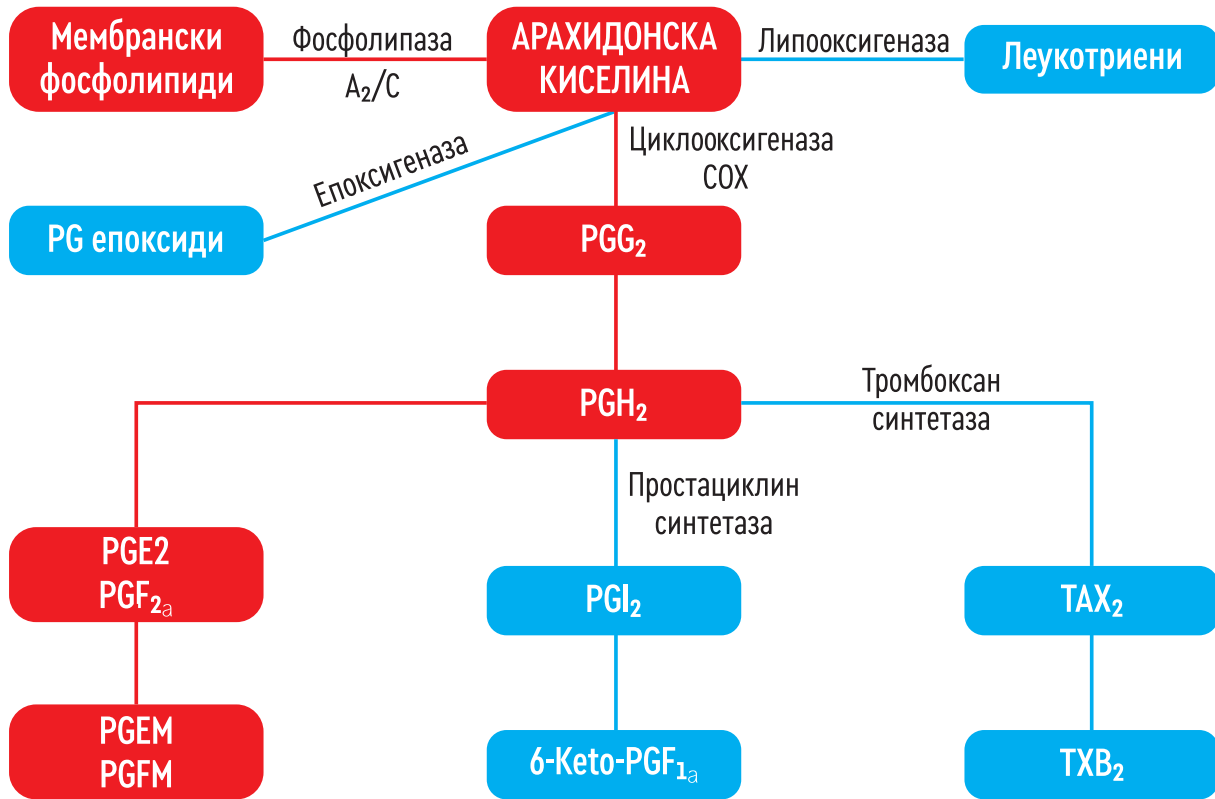 Мембрански
фосфолипиди
Фосфолипаза
A₂/C
АРАХИДОНСКА
КИСЕЛИНА
Липооксигеназа
Леукотриени
Епоксигеназа
Циклооксигеназа
COX
PG епоксиди
PGG₂
PGH₂
Тромбоксан
синтетаза
Простациклин
синтетаза
PGE2
PGF₂a
PGI₂
TAX₂
PGEM
PGFM
6-Keto-PGF₁a
TXB₂